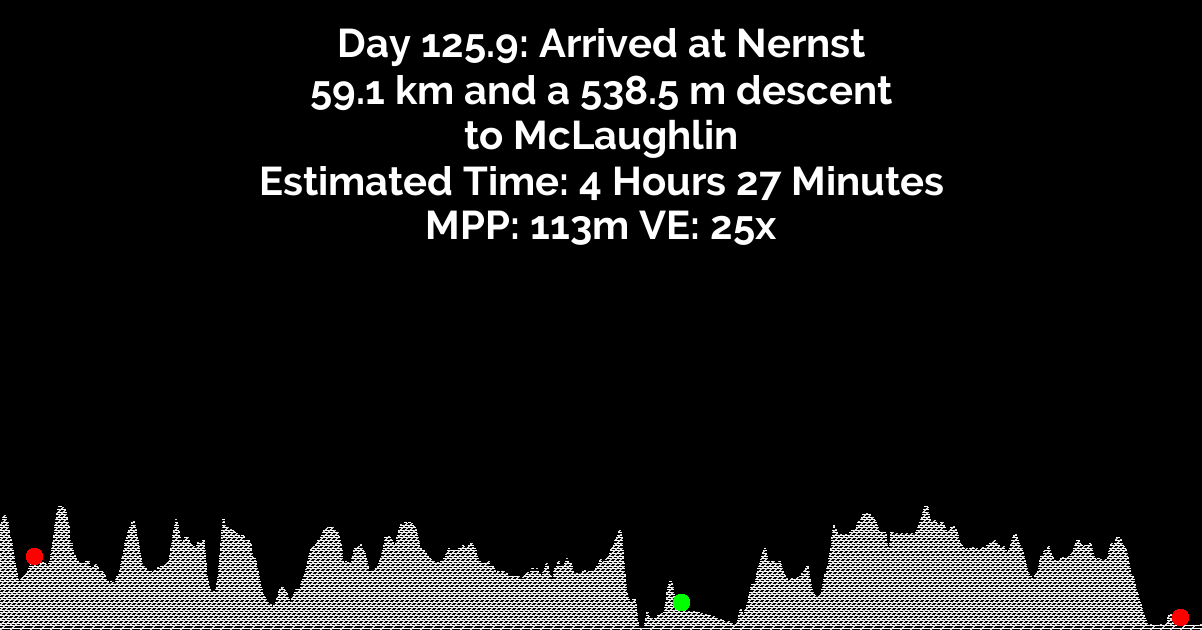 Day 125.9: Arrived at Nernst
59.1 km and a 538.5 m descent
to McLaughlin
Estimated Time: 4 Hours 27 Minutes
MPP: 113m VE: 25x